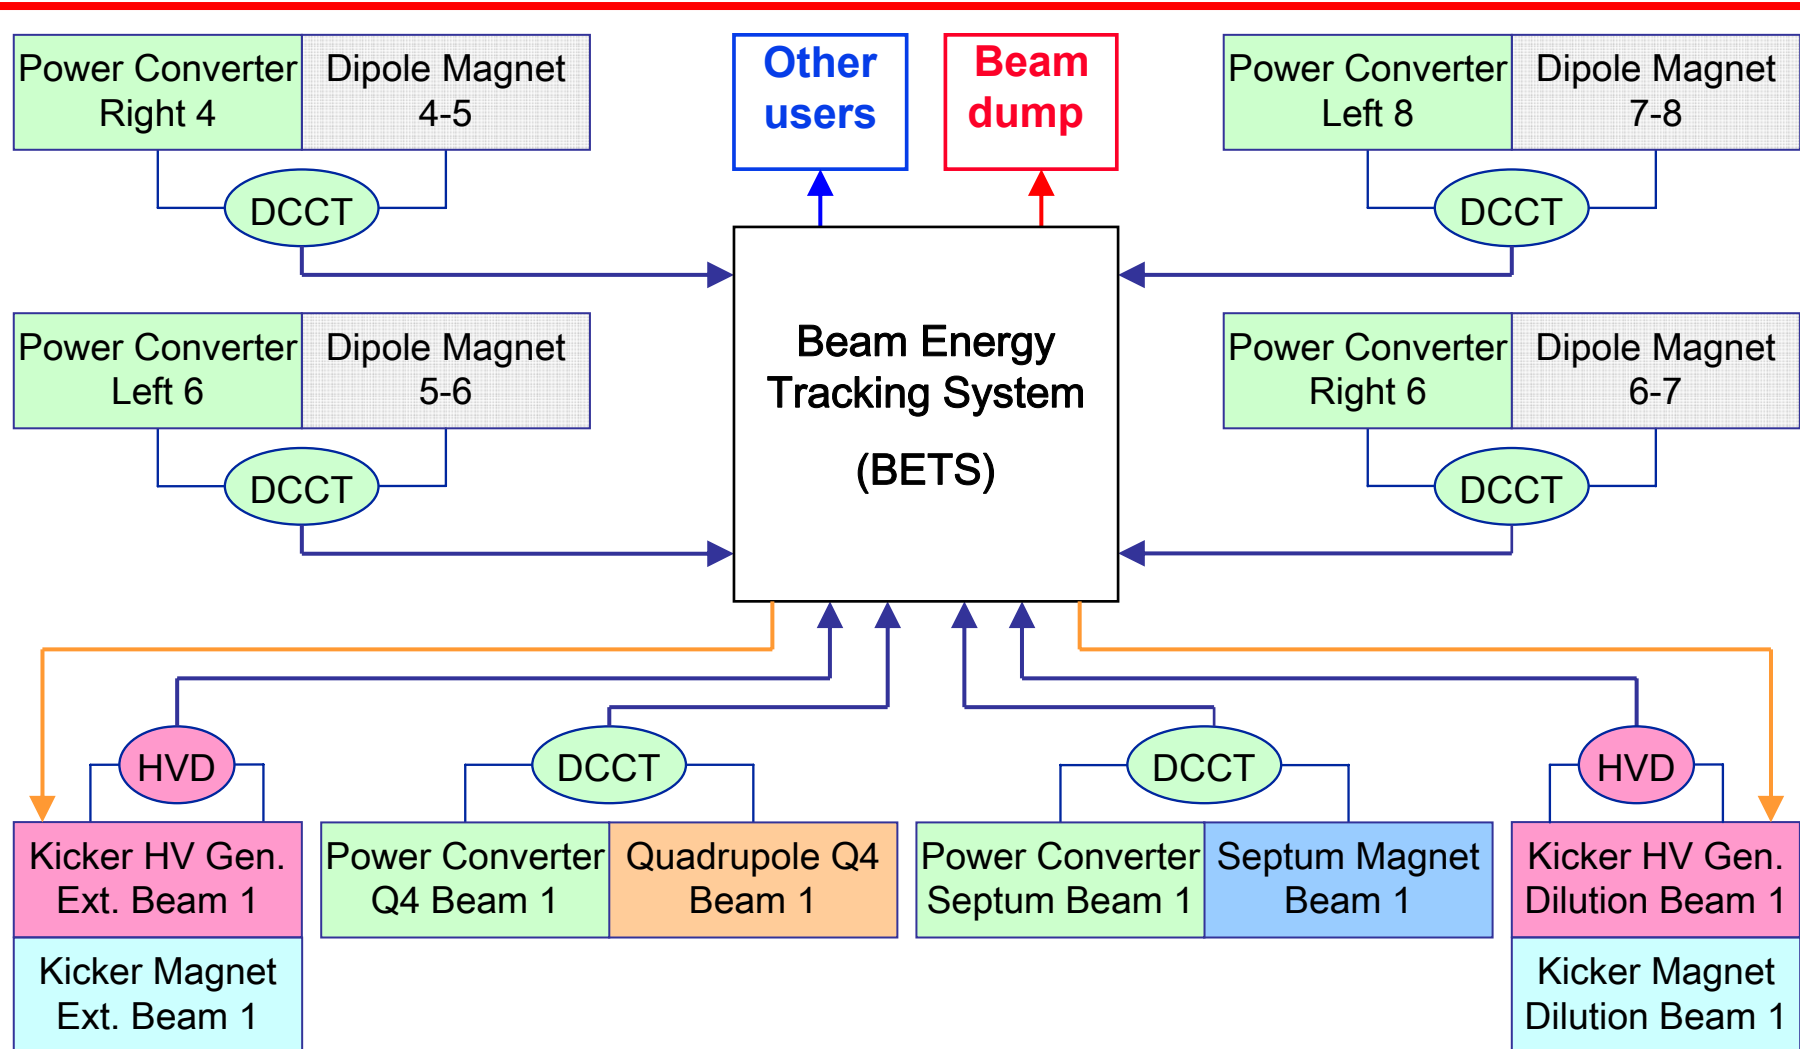 Power Converter
Right 4
Dipole Magnet
4-5
Other
users
Beam
dump
Power Converter
Left 8
Dipole Magnet
7-8
DCCT
DCCT
Power Converter
Left 6
Dipole Magnet
5-6
Beam Energy
Tracking System
(BETS)
Power Converter
Right 6
Dipole Magnet
6-7
DCCT
DCCT
HVD
DCCT
DCCT
HVD
Kicker HV Gen.
Ext. Beam 1
Power Converter
Q4 Beam 1
Quadrupole Q4
Beam 1
Power Converter
Septum Beam 1
Septum Magnet
Beam 1
Kicker HV Gen.
Dilution Beam 1
Kicker Magnet
Ext. Beam 1
Kicker Magnet
Dilution Beam 1